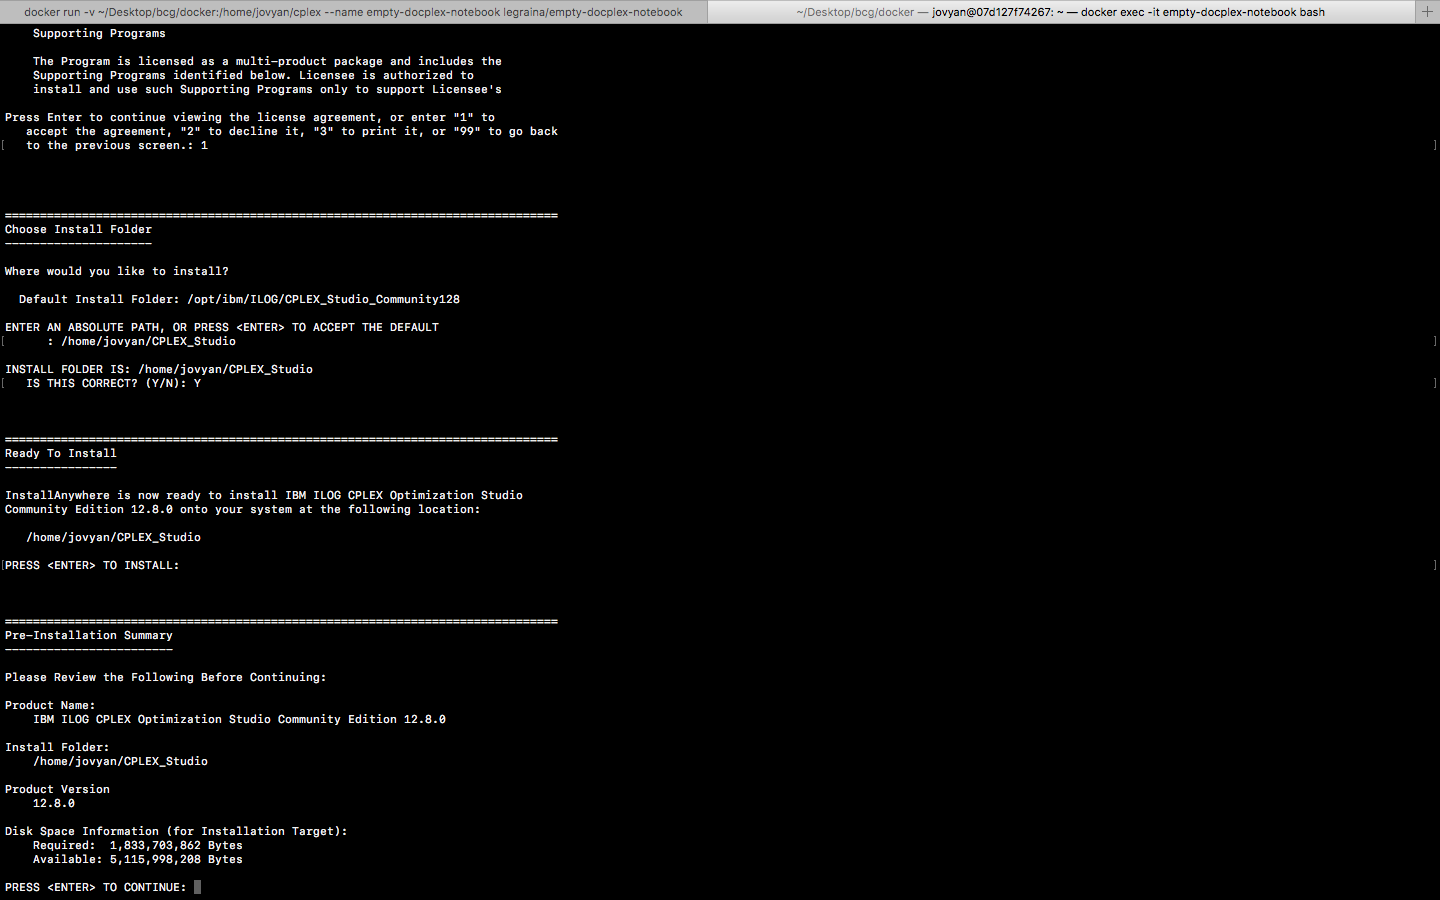 docker run -v ~/Desktop/bcg/docker:/home/jovyan/cplex --name empty-docplex-notebook legraina/empty-docplex-notebook
~/Desktop/bcg/docker — jovyan@07d127f74267: ~ — docker exec -it empty-docplex-notebook bash
Supporting Programs
The Program is licensed as a multi-product package and includes the
Supporting Programs identified below. Licensee is authorized to
install and use such Supporting Programs only to support Licensee's
Press Enter to continue viewing the license agreement, or enter "1" to
accept the agreement, "2" to decline it, "3" to print it, or "99" to go back
[   to the previous screen.: 1 ]
===============================================================================
Choose Install Folder
---------------------
Where would you like to install?
Default Install Folder: /opt/ibm/ILOG/CPLEX_Studio_Community128
ENTER AN ABSOLUTE PATH, OR PRESS <ENTER> TO ACCEPT THE DEFAULT
[      : /home/jovyan/CPLEX_Studio ]
INSTALL FOLDER IS: /home/jovyan/CPLEX_Studio
[   IS THIS CORRECT? (Y/N): Y ]
===============================================================================
Ready To Install
----------------
InstallAnywhere is now ready to install IBM ILOG CPLEX Optimization Studio
Community Edition 12.8.0 onto your system at the following location:
/home/jovyan/CPLEX_Studio
[PRESS <ENTER> TO INSTALL: ]
===============================================================================
Pre-Installation Summary
------------------------
Please Review the Following Before Continuing:
Product Name:
IBM ILOG CPLEX Optimization Studio Community Edition 12.8.0
Install Folder:
/home/jovyan/CPLEX_Studio
Product Version
12.8.0
Disk Space Information (for Installation Target):
Required:  1,833,703,862 Bytes
Available: 5,115,998,208 Bytes
PRESS <ENTER> TO CONTINUE: